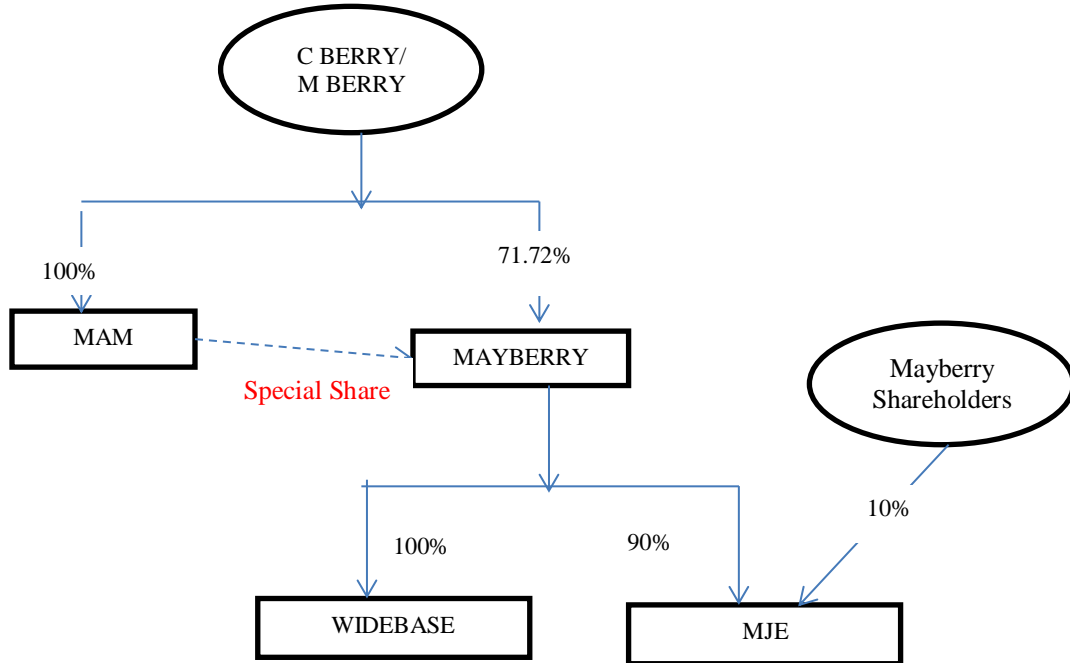 C BERRY/
M BERRY
100%
71.72%
MAM
MAYBERRY
Special Share
Mayberry
Shareholders
100%
90%
10%
WIDEBASE
MJE